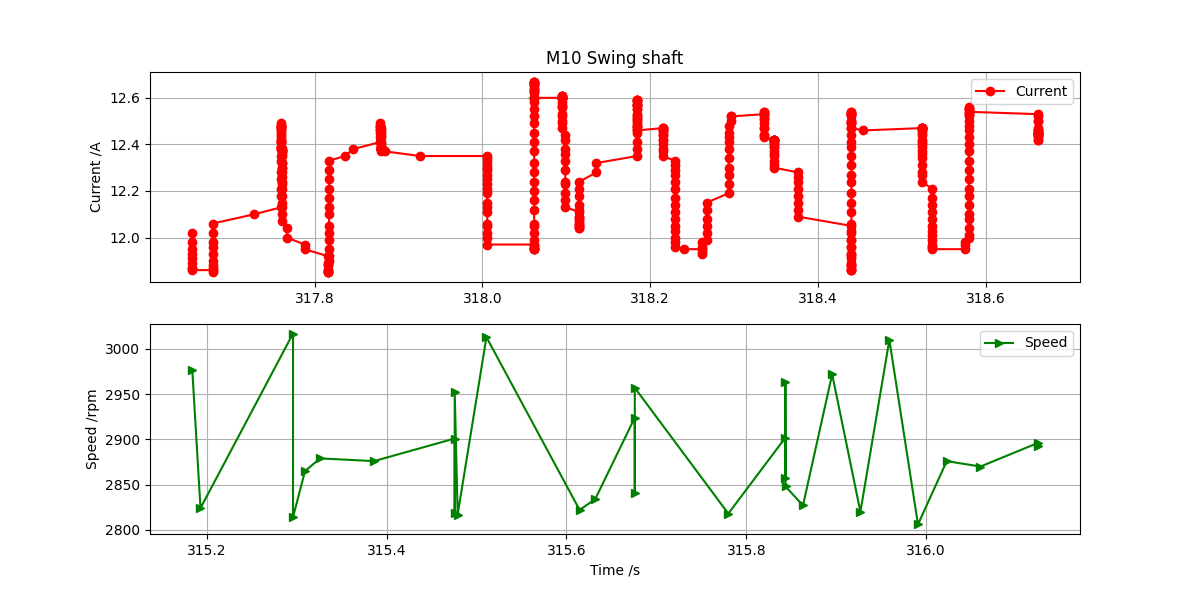 M10 Swing shaft
Current /A
12.6
12.4
12.2
12.0
Current
317.8 318.0 318.2 318.4 318.6
Speed /rpm
3000
2950
2900
2850
2800
Speed
315.2 315.4 315.6 315.8 316.0
Time /s